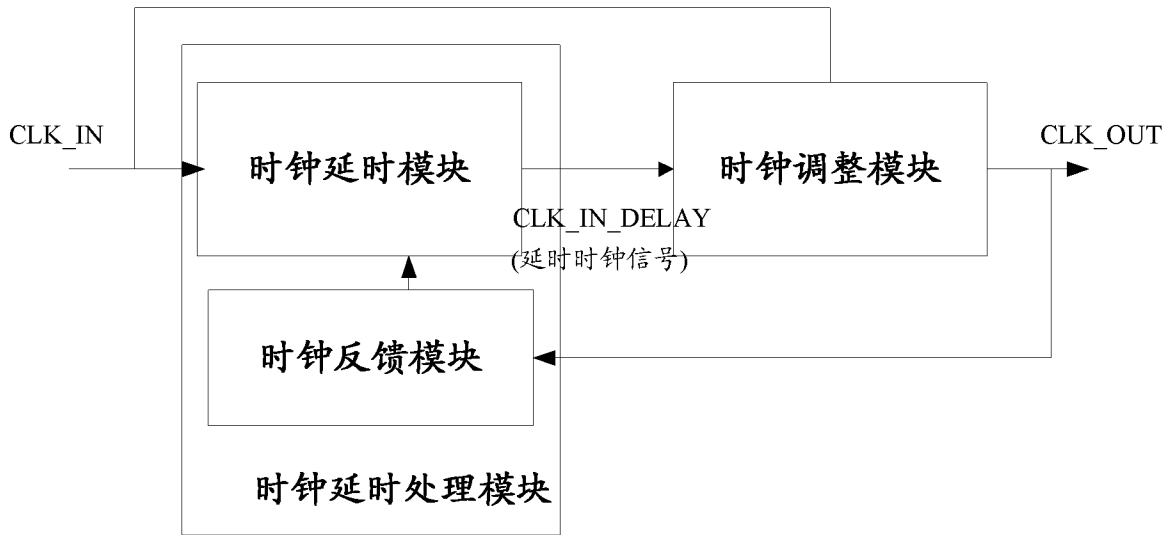 CLK_IN
时钟延时模块
时钟调整模块
CLK_OUT
CLK_IN_DELAY
(延时时钟信号)
时钟反馈模块
时钟延时处理模块